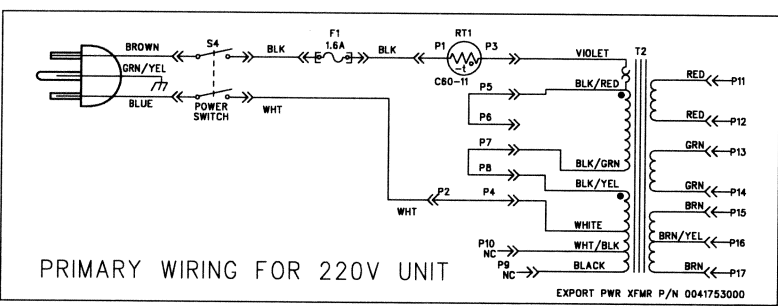 F1
1.6A
RT1
BROWN
S4
BLK
BLK
P1
P3
VIOLET
T2
GRN/YEL
-t
C60-11
BLK/RED
RED
P11
P5
BLUE
POWER
SWITCH
WHT
P6
RED
P12
P7
GRN
P13
BLK/GRN
P8
BLK/YEL
GRN
P14
WHT
P2
P4
BRN
P15
WHITE
BRN/YEL
P16
P10
NC
WHT/BLK
P9
NC
BLACK
BRN
P17
PRIMARY WIRING FOR 220V UNIT
EXPORT PWR XFMR P/N 0041753000